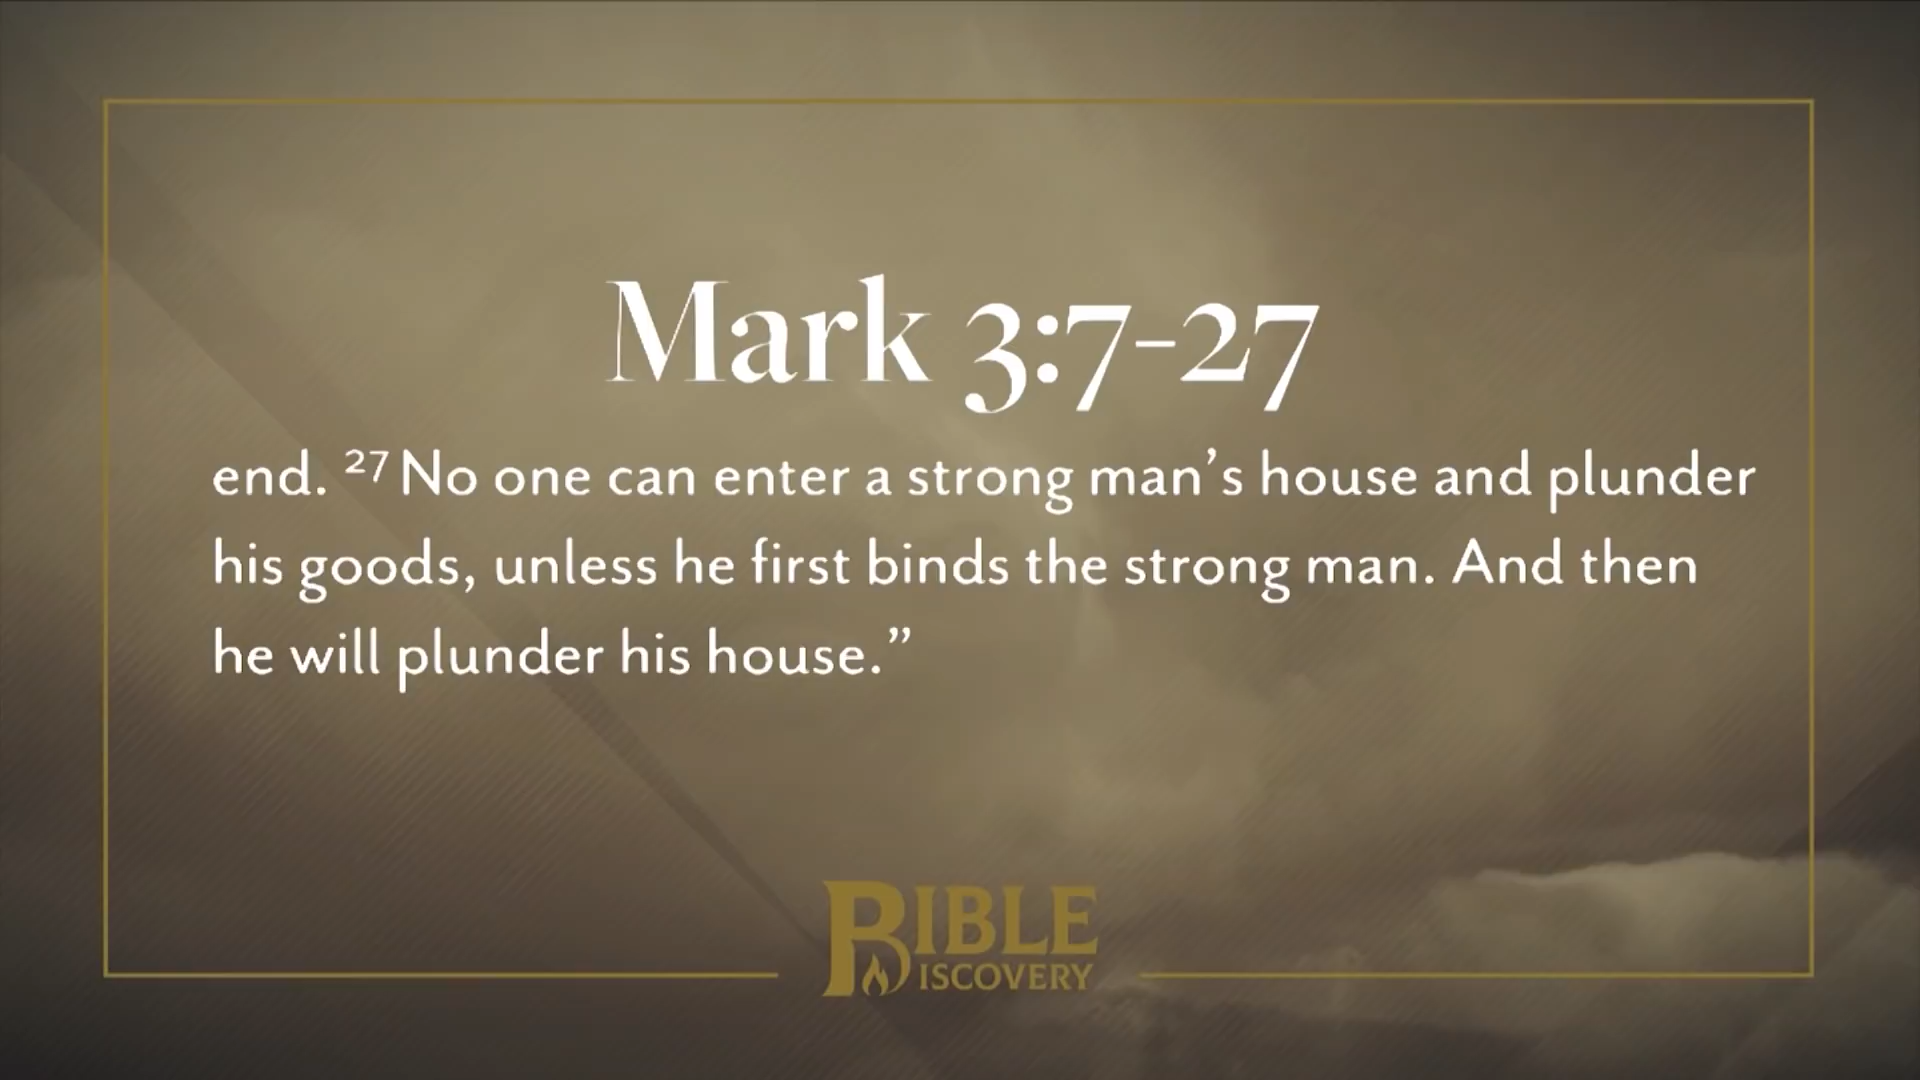 Mark 3:7-27
end. 27 No one can enter a strong man’s house and plunder
his goods, unless he first binds the strong man. And then
he will plunder his house.”
BIBLE
DISCOVERY